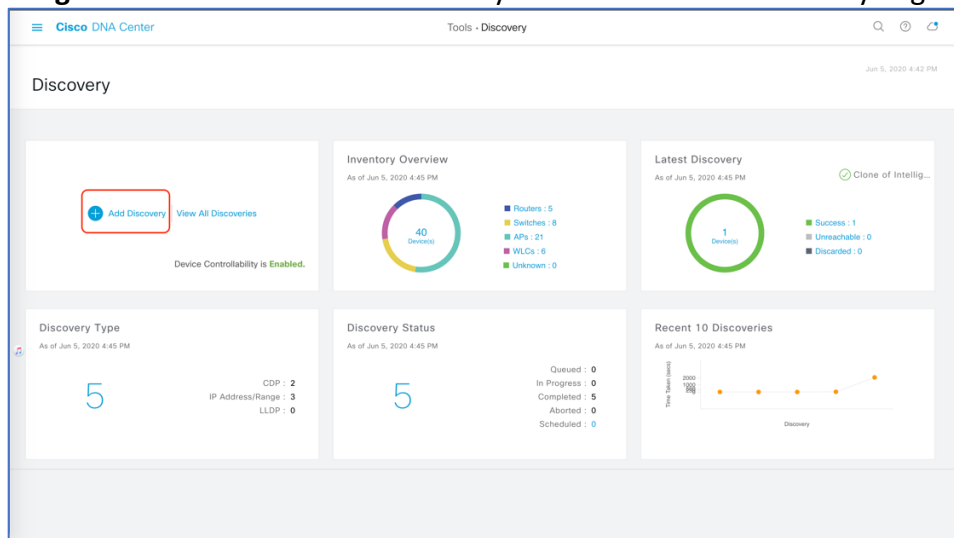 Cisco DNA Center
Tools • Discovery
Jun 5, 2020 4:42 PM
Discovery
Add Discovery | View All Discoveries
Device Controllability is Enabled.
Inventory Overview
As of Jun 5, 2020 4:45 PM
40
Device(s)
Routers : 5
Switches : 8
APs : 21
WLCs : 6
Unknown : 0
Latest Discovery
As of Jun 5, 2020 4:45 PM
Clone of Intellig...
1
Device(s)
Success : 1
Unreachable : 0
Discarded : 0
Discovery Type
As of Jun 5, 2020 4:45 PM
5
CDP : 2
IP Address/Range : 3
LLDP : 0
Discovery Status
As of Jun 5, 2020 4:45 PM
5
Queued : 0
In Progress : 0
Completed : 5
Aborted : 0
Scheduled : 0
Recent 10 Discoveries
As of Jun 5, 2020 4:45 PM
Time Taken (secs)
2000
1000
Discovery